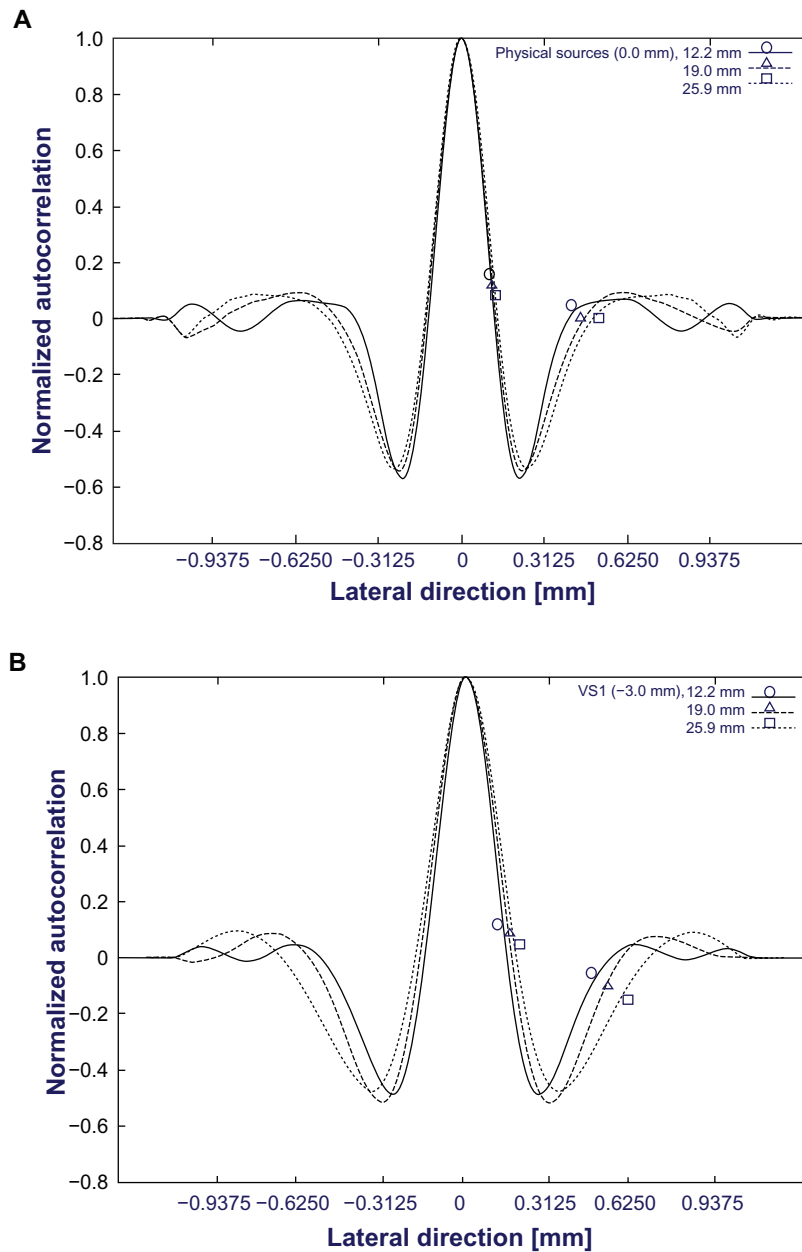 A
1.0
0.8
0.6
0.4
0.2
0
−0.2
−0.4
−0.6
−0.8
Normalized autocorrelation
Physical sources (0.0 mm), 12.2 mm
19.0 mm
25.9 mm
−0.9375 −0.6250 −0.3125 0 0.3125 0.6250 0.9375
Lateral direction [mm]
B
1.0
0.8
0.6
0.4
0.2
0
−0.2
−0.4
−0.6
−0.8
Normalized autocorrelation
VS1 (−3.0 mm), 12.2 mm
19.0 mm
25.9 mm
−0.9375 −0.6250 −0.3125 0 0.3125 0.6250 0.9375
Lateral direction [mm]